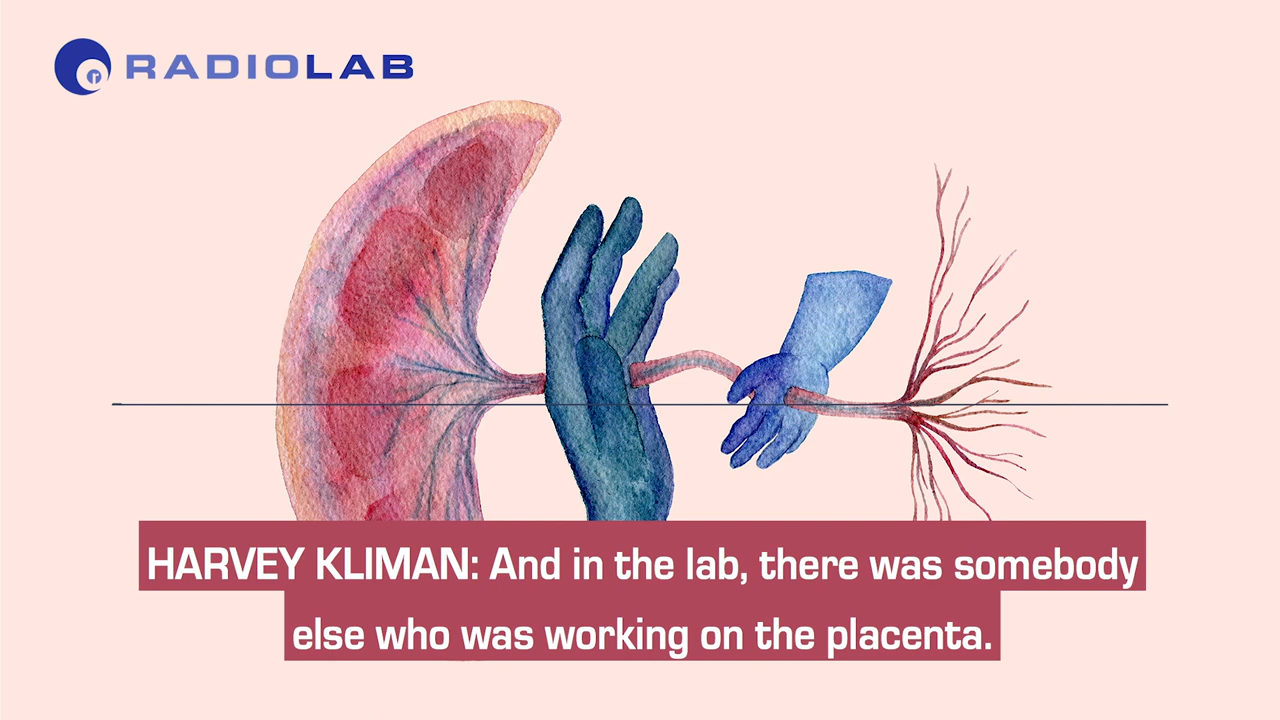 RADIOLAB
HARVEY KLIMAN: And in the lab, there was somebody
else who was working on the placenta.